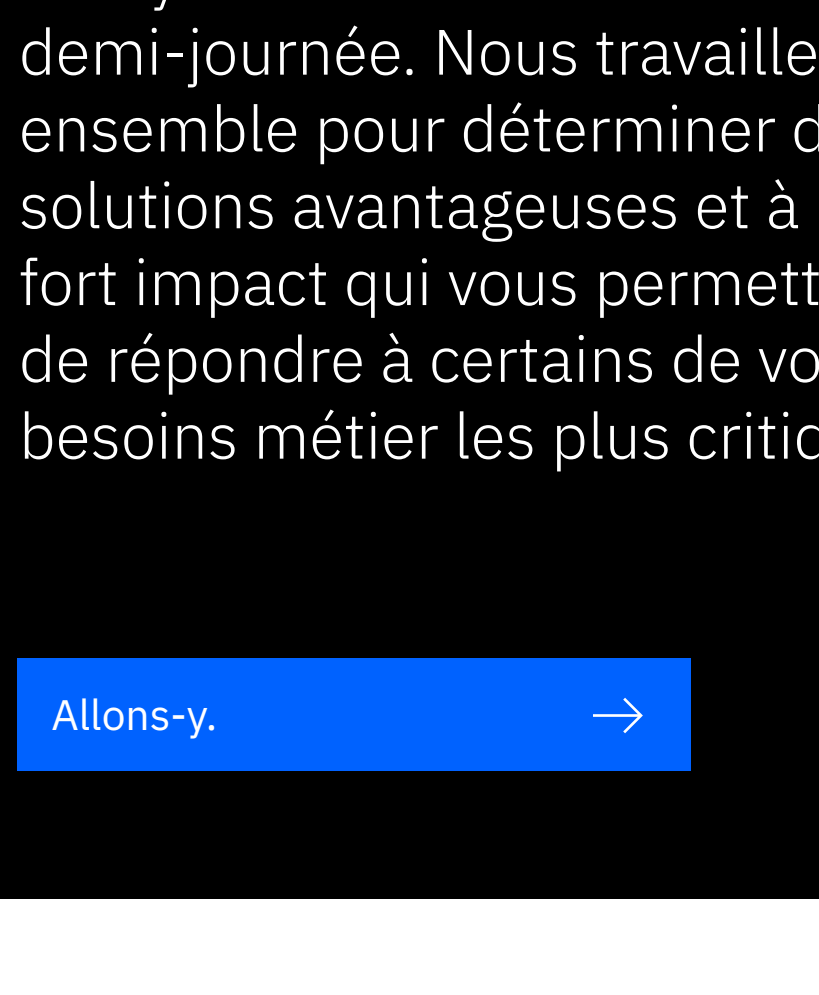 demi-journée. Nous travaille
ensemble pour déterminer d
solutions avantageuses et à
fort impact qui vous permett
de répondre à certains de vo
besoins métier les plus critiq
Allons-y.